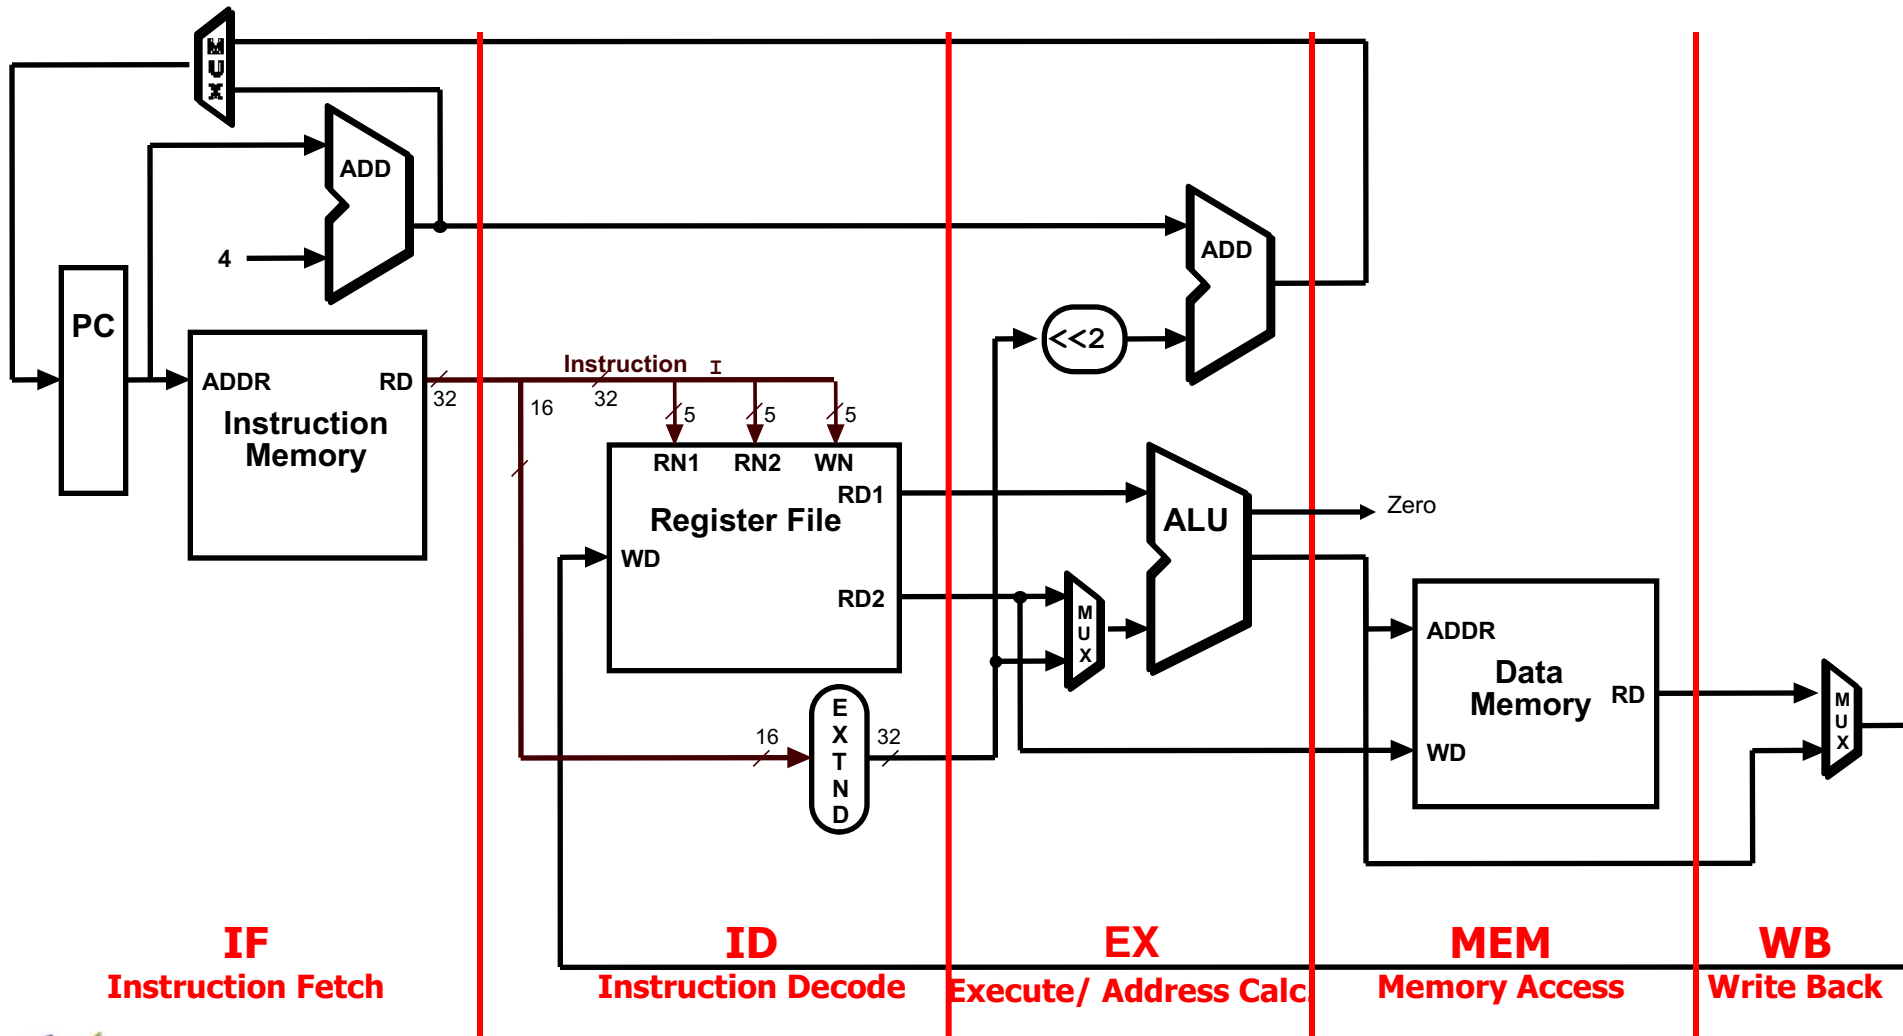 MUX
ADD
4
PC
ADDR
RD
32
Instruction
Memory
Instruction I
16
32
5
5
5
RN1
RN2
WN
RD1
Register File
WD
RD2
16
EXTND
32
<<2
ADD
ALU
Zero
MUX
ADDR
Data
Memory
RD
WD
MUX
IF
Instruction Fetch
ID
Instruction Decode
EX
Execute/ Address Calc.
MEM
Memory Access
WB
Write Back